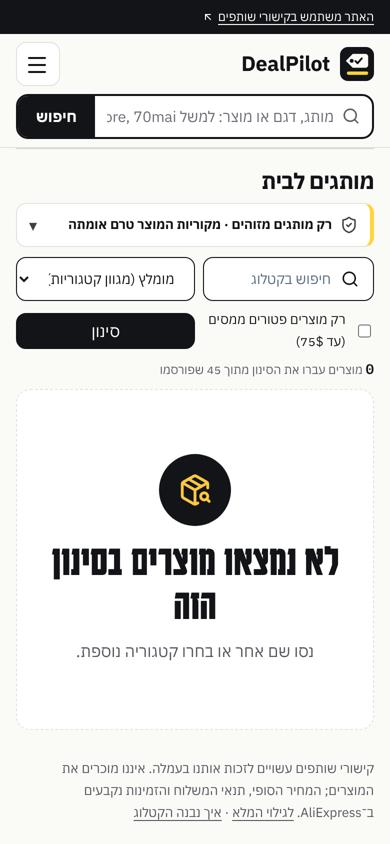 האתר משתמש בקישורי שותפים ↖
DealPilot
מותג, דגם או מוצר: למשל 70mai ,ore
חיפוש
מותגים לבית
רק מותגים מזוהים · מקוריות המוצר טרם אומתה ▼
חיפוש בקטלוג
מומלץ (מגוון קטגוריות)
רק מוצרים פטורים ממסים
(עד $75)
סינון
0 מוצרים עברו את הסינון מתוך 45 שפורסמו
לא נמצאו מוצרים בסינון
הזה
נסו שם אחר או בחרו קטגוריה נוספת.
קישורי שותפים עשויים לזכות אותנו בעמלה. איננו מוכרים את
המוצרים; המחיר הסופי, תנאי המשלוח והזמינות נקבעים
ב־AliExpress. לגילוי המלא · איך נבנה הקטלוג